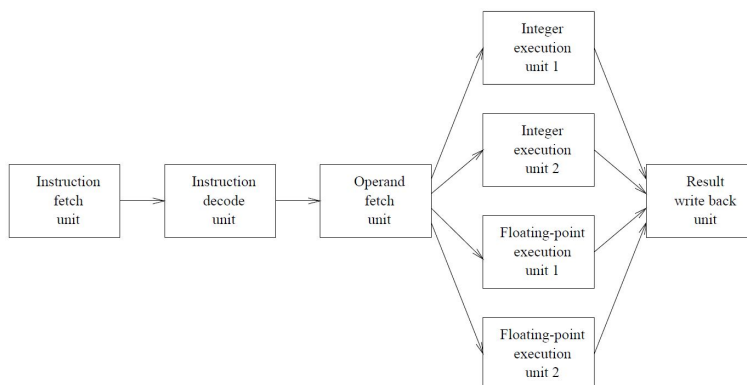 Integer
execution
unit 1
Integer
execution
unit 2
Instruction
fetch
unit
Instruction
decode
unit
Operand
fetch
unit
Result
write back
unit
Floating-point
execution
unit 1
Floating-point
execution
unit 2